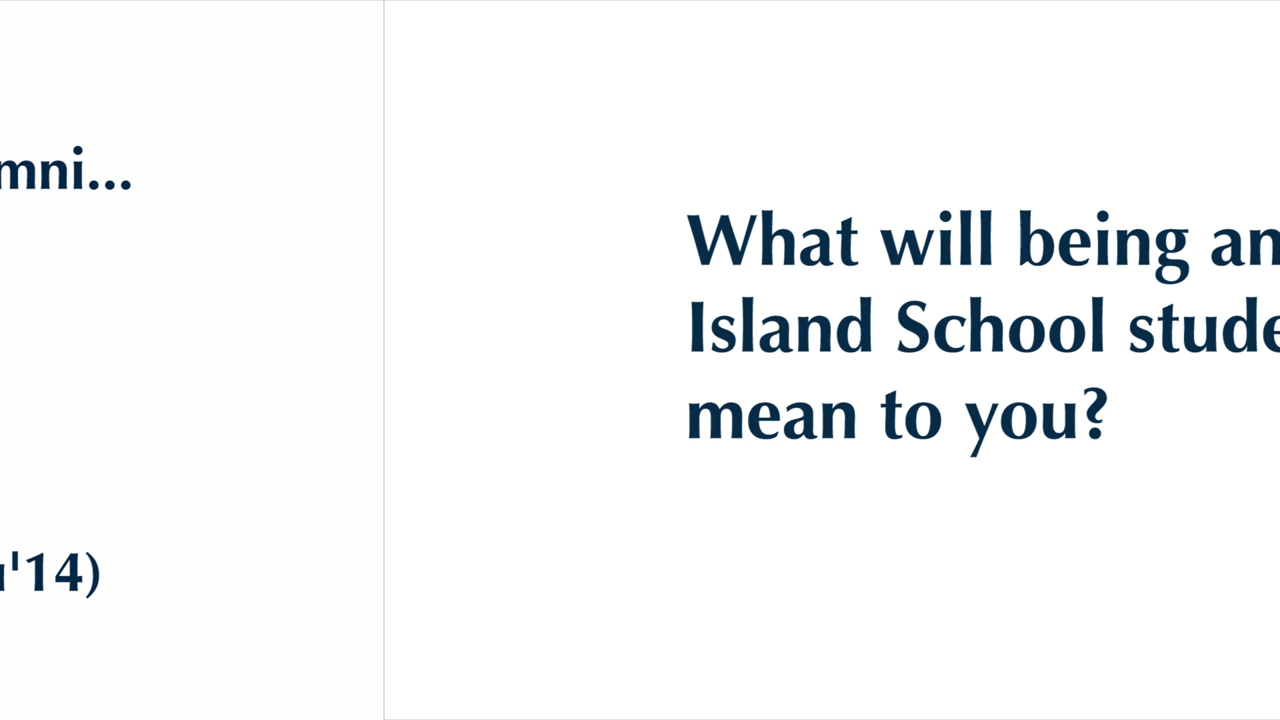 mni...
'14)
What will being an
Island School stude
mean to you?